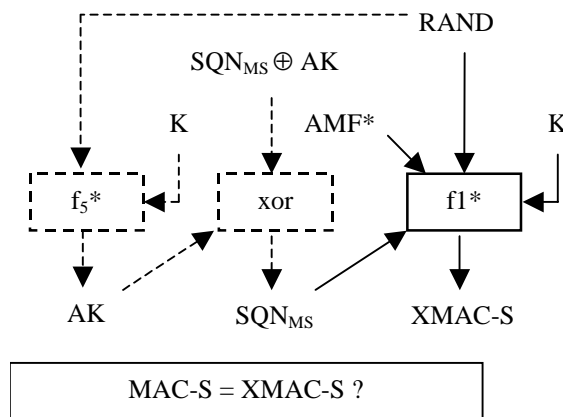 RAND
SQN_MS ⊕ AK
K
AMF*
K
f₅*
xor
f1*
AK
SQN_MS
XMAC-S
MAC-S = XMAC-S ?